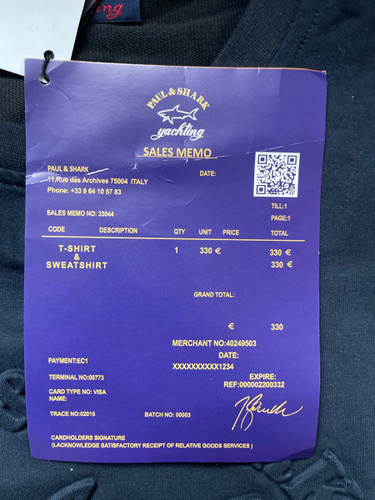 PAUL & SHARK
yachting
SALES MEMO
PAUL & SHARK
11,Rue des Archives 75004 ITALY
Phone: +33 9 64 10 57 83
DATE:
TILL:1
PAGE:1
SALES MEMO NO: 33044
CODE DESCRIPTION QTY UNIT PRICE TOTAL
T-SHIRT 1 330 € 330 €
&
SWEATSHIRT 330 €
GRAND TOTAL:
€ 330
MERCHANT NO:40249503
PAYMENT:EC1
DATE:
XXXXXXXXXX1234
TERMINAL NO:00773
EXPIRE:
REF:000002200332
CARD TYPE NO: VISA
NAME:
TRACE NO:02015 BATCH NO: 00003
CARDHOLDERS SIGNATURE
(LACKNOWLEDGE SATISFACTORY RECEIPT OF RELATIVE GOODS SERVICES )